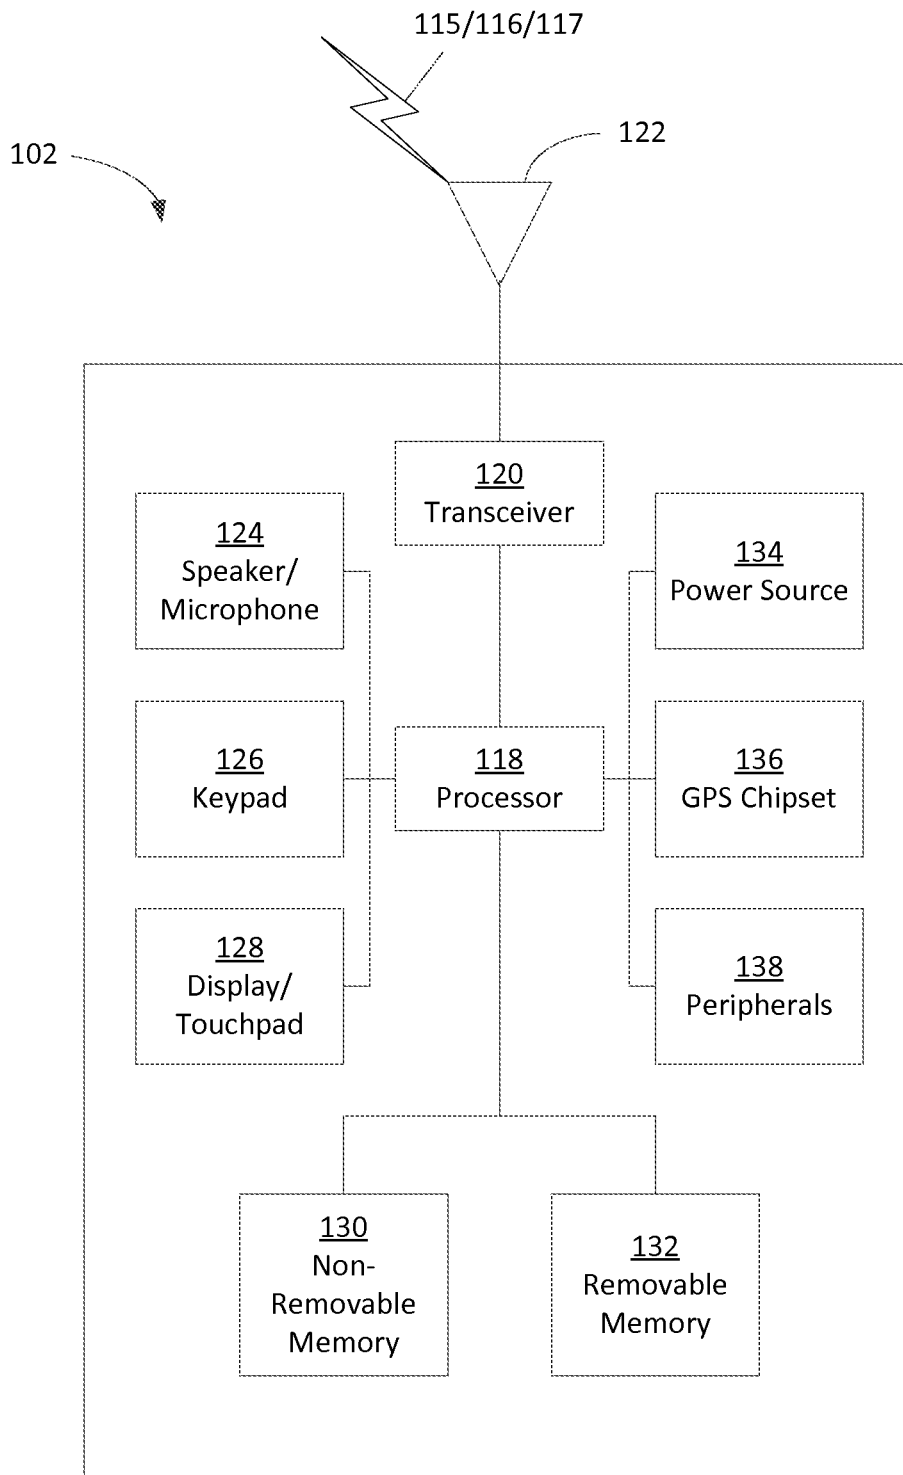 115/116/117
122
102
120
Transceiver
124
Speaker/
Microphone
134
Power Source
126
Keypad
118
Processor
136
GPS Chipset
128
Display/
Touchpad
138
Peripherals
130
Non-
Removable
Memory
132
Removable
Memory